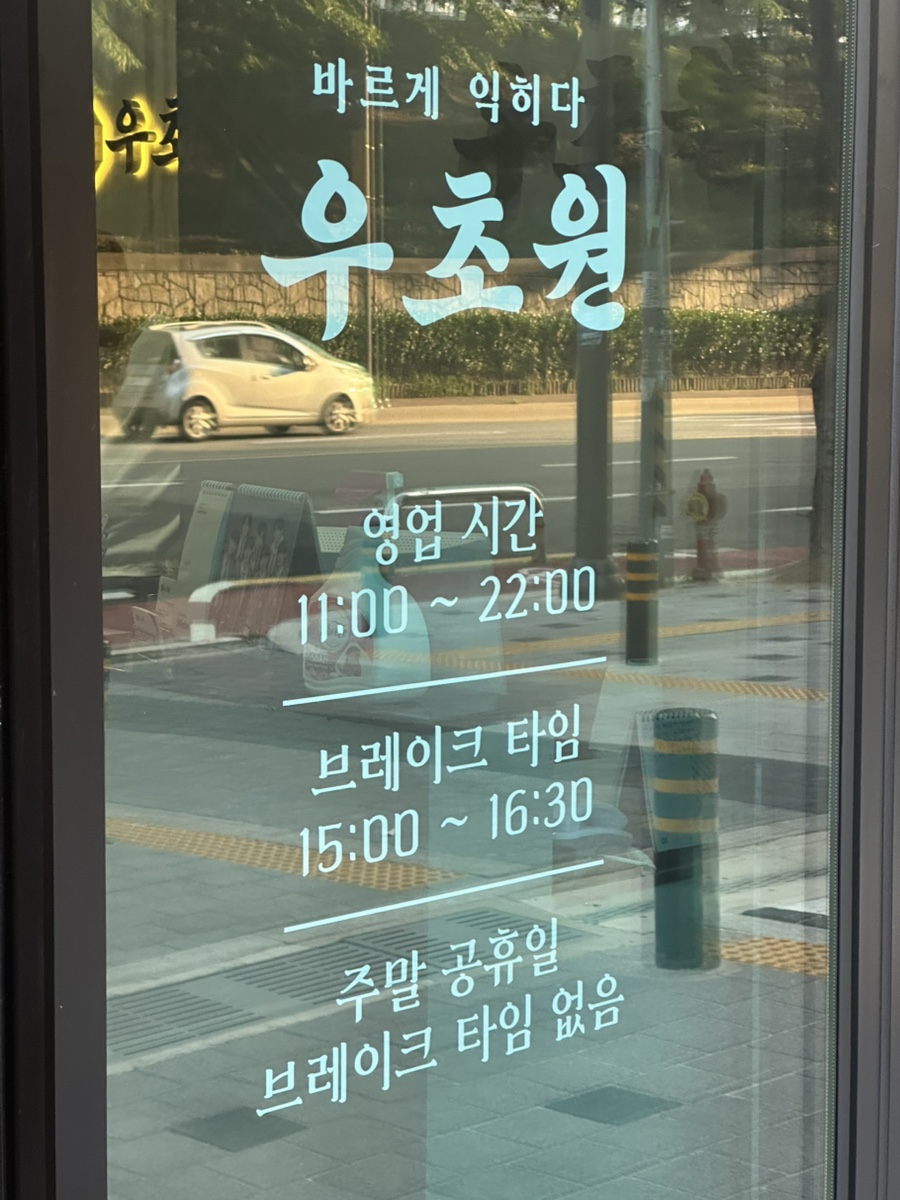 바르게 익히다
우초
우초원
영업 시간
11:00 ~ 22:00
브레이크 타임
15:00 ~ 16:30
주말 공휴일
브레이크 타임 없음